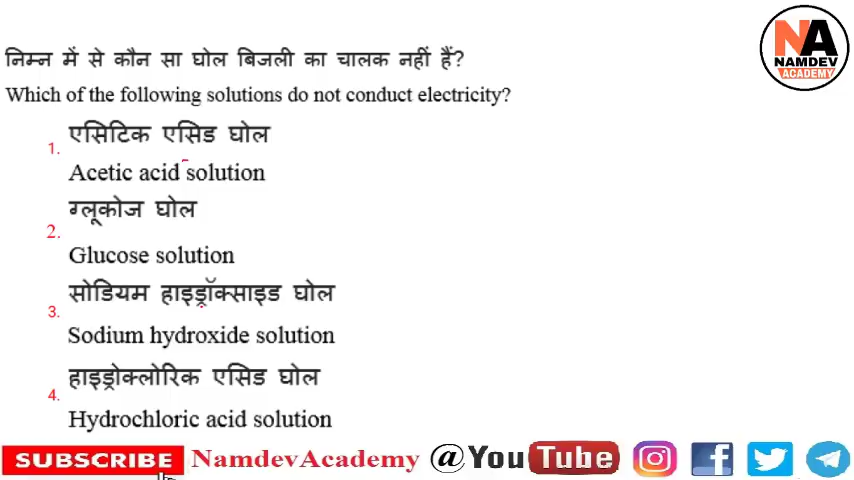 NA
NAMDEV
ACADEMY
निम्न में से कौन सा घोल बिजली का चालक नहीं हैं?
Which of the following solutions do not conduct electricity?
1. एसिटिक एसिड घोल
Acetic acid solution
2. ग्लूकोज घोल
Glucose solution
3. सोडियम हाइड्रॉक्साइड घोल
Sodium hydroxide solution
4. हाइड्रोक्लोरिक एसिड घोल
Hydrochloric acid solution
SUBSCRIBE NamdevAcademy @YouTube